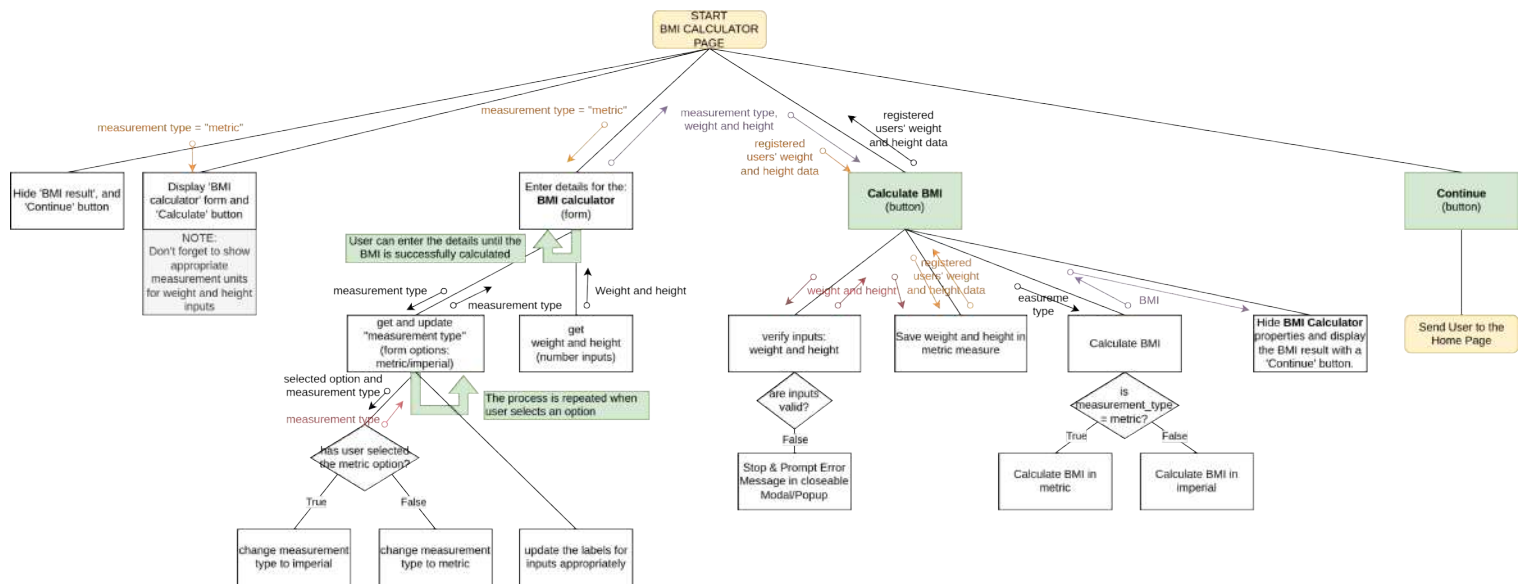 START
BMI CALCULATOR
PAGE
measurement type = "metric"
measurement type = "metric"
measurement type,
weight and height
registered
users' weight
and height data
registered
users' weight
and height data
Hide 'BMI result', and
'Continue' button
Display 'BMI
calculator' form and
'Calculate' button
NOTE:
Don't forget to show
appropriate
measurement units
for weight and height
inputs
Enter details for the:
BMI calculator
(form)
Calculate BMI
(button)
Continue
(button)
User can enter the details until the
BMI is successfully calculated
measurement type
measurement type
Weight and height
weight and height
registered
users' weight
and height data
easureme
type
BMI
get and update
"measurement type"
(form options:
metric/imperial)
get
weight and height
(number inputs)
verify inputs:
weight and height
Save weight and height in
metric measure
Calculate BMI
Hide BMI Calculator
properties and display
the BMI result with a
'Continue' button.
Send User to the
Home Page
selected option and
measurement type
measurement type
The process is repeated when
user selects an option
are inputs
valid?
False
Stop & Prompt Error
Message in closeable
Modal/Popup
is
measurement_type
= metric?
True
False
Calculate BMI in
metric
Calculate BMI in
imperial
has user selected
the metric option?
True
False
change measurement
type to imperial
change measurement
type to metric
update the labels for
inputs appropriately